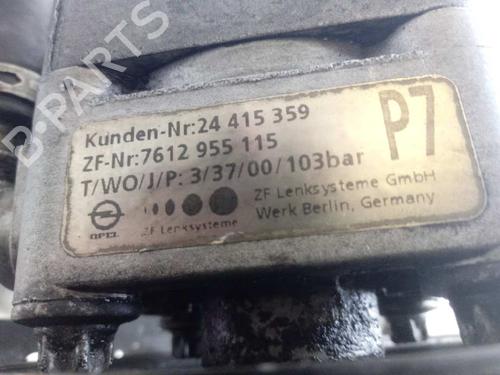 B-PARTS
Kunden-Nr:24 415 359
ZF-Nr:7612 955 115
T/WO/J/P: 3/37/00/103bar
P7
OPEL
ZF Lenksysteme
ZF Lenksysteme GmbH
Werk Berlin, Germany